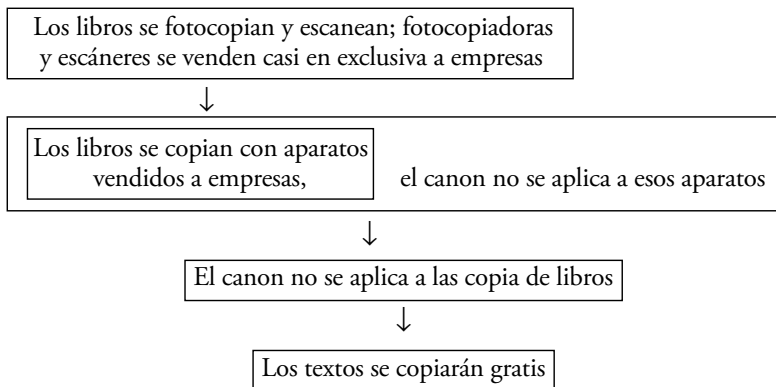 Los libros se fotocopian y escanean; fotocopiadoras
y escáneres se venden casi en exclusiva a empresas
↓
Los libros se copian con aparatos
vendidos a empresas,
el canon no se aplica a esos aparatos
↓
El canon no se aplica a las copia de libros
↓
Los textos se copiarán gratis